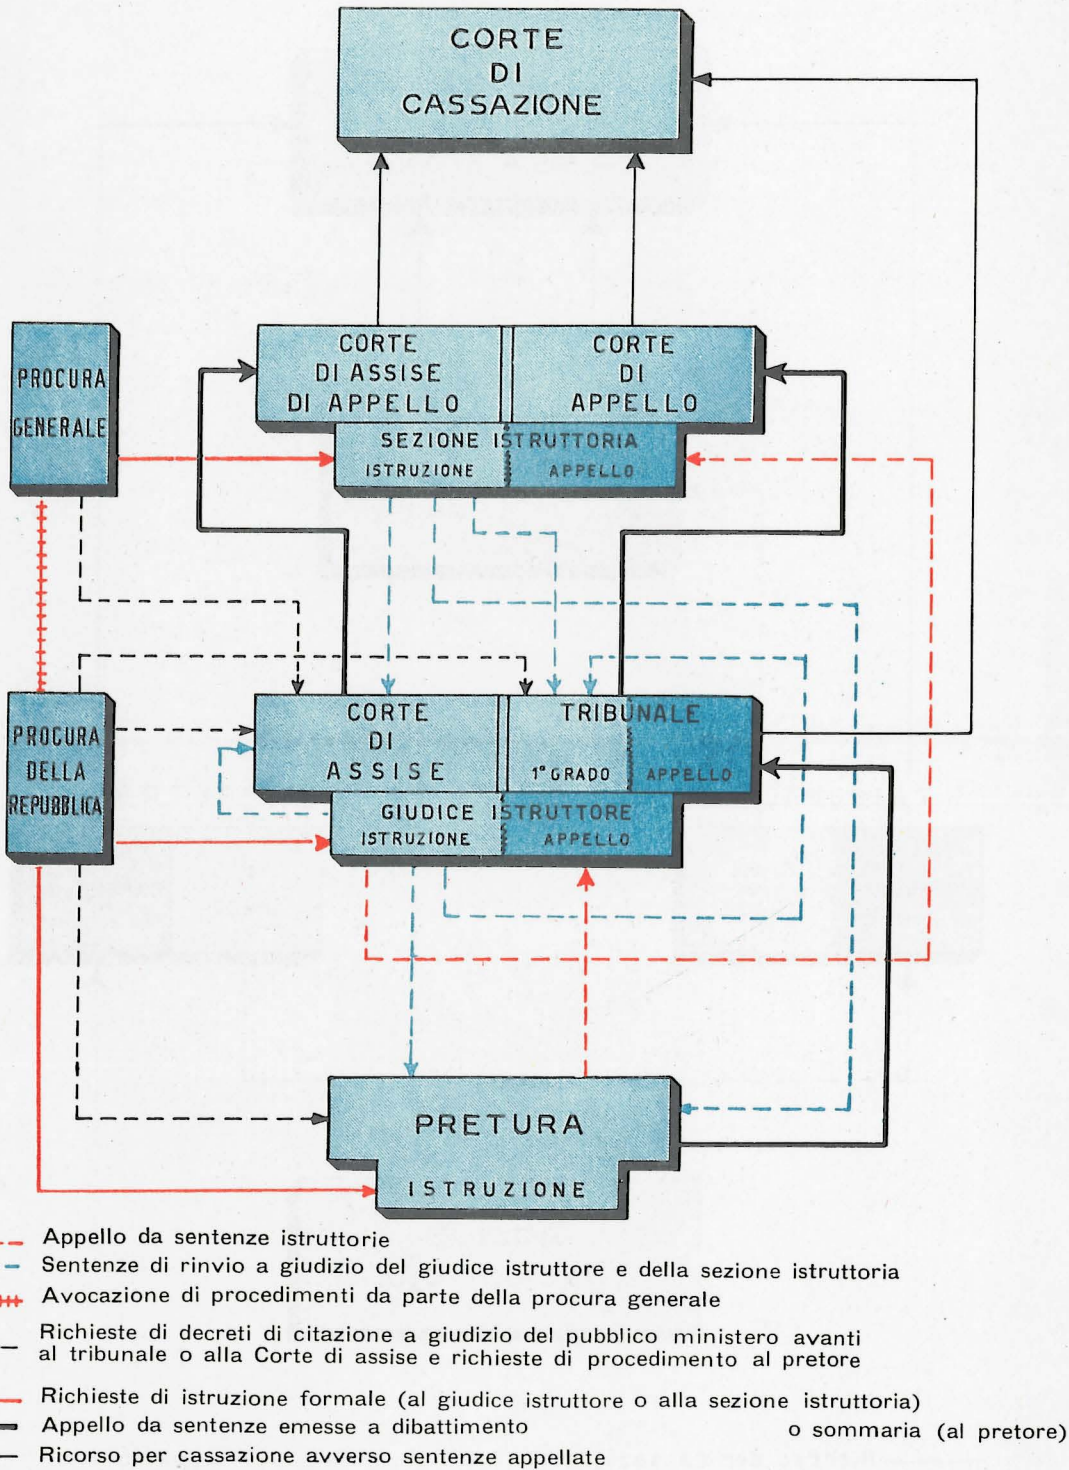 CORTE
DI
CASSAZIONE
PROCURA
GENERALE
CORTE
DI ASSISE
DI APPELLO
CORTE
DI
APPELLO
SEZIONE ISTRUTTORIA
ISTRUZIONE APPELLO
PROCURA
DELLA
REPUBBLICA
CORTE
DI
ASSISE
TRIBUNALE
1º GRADO APPELLO
GIUDICE ISTRUTTORE
ISTRUZIONE APPELLO
PRETURA
ISTRUZIONE
Appello da sentenze istruttorie
Sentenze di rinvio a giudizio del giudice istruttore e della sezione istruttoria
Avocazione di procedimenti da parte della procura generale
Richieste di decreti di citazione a giudizio del pubblico ministero avanti
al tribunale o alla Corte di assise e richieste di procedimento al pretore
Richieste di istruzione formale (al giudice istruttore o alla sezione istruttoria)
o sommaria (al pretore)
Appello da sentenze emesse a dibattimento
Ricorso per cassazione avverso sentenze appellate